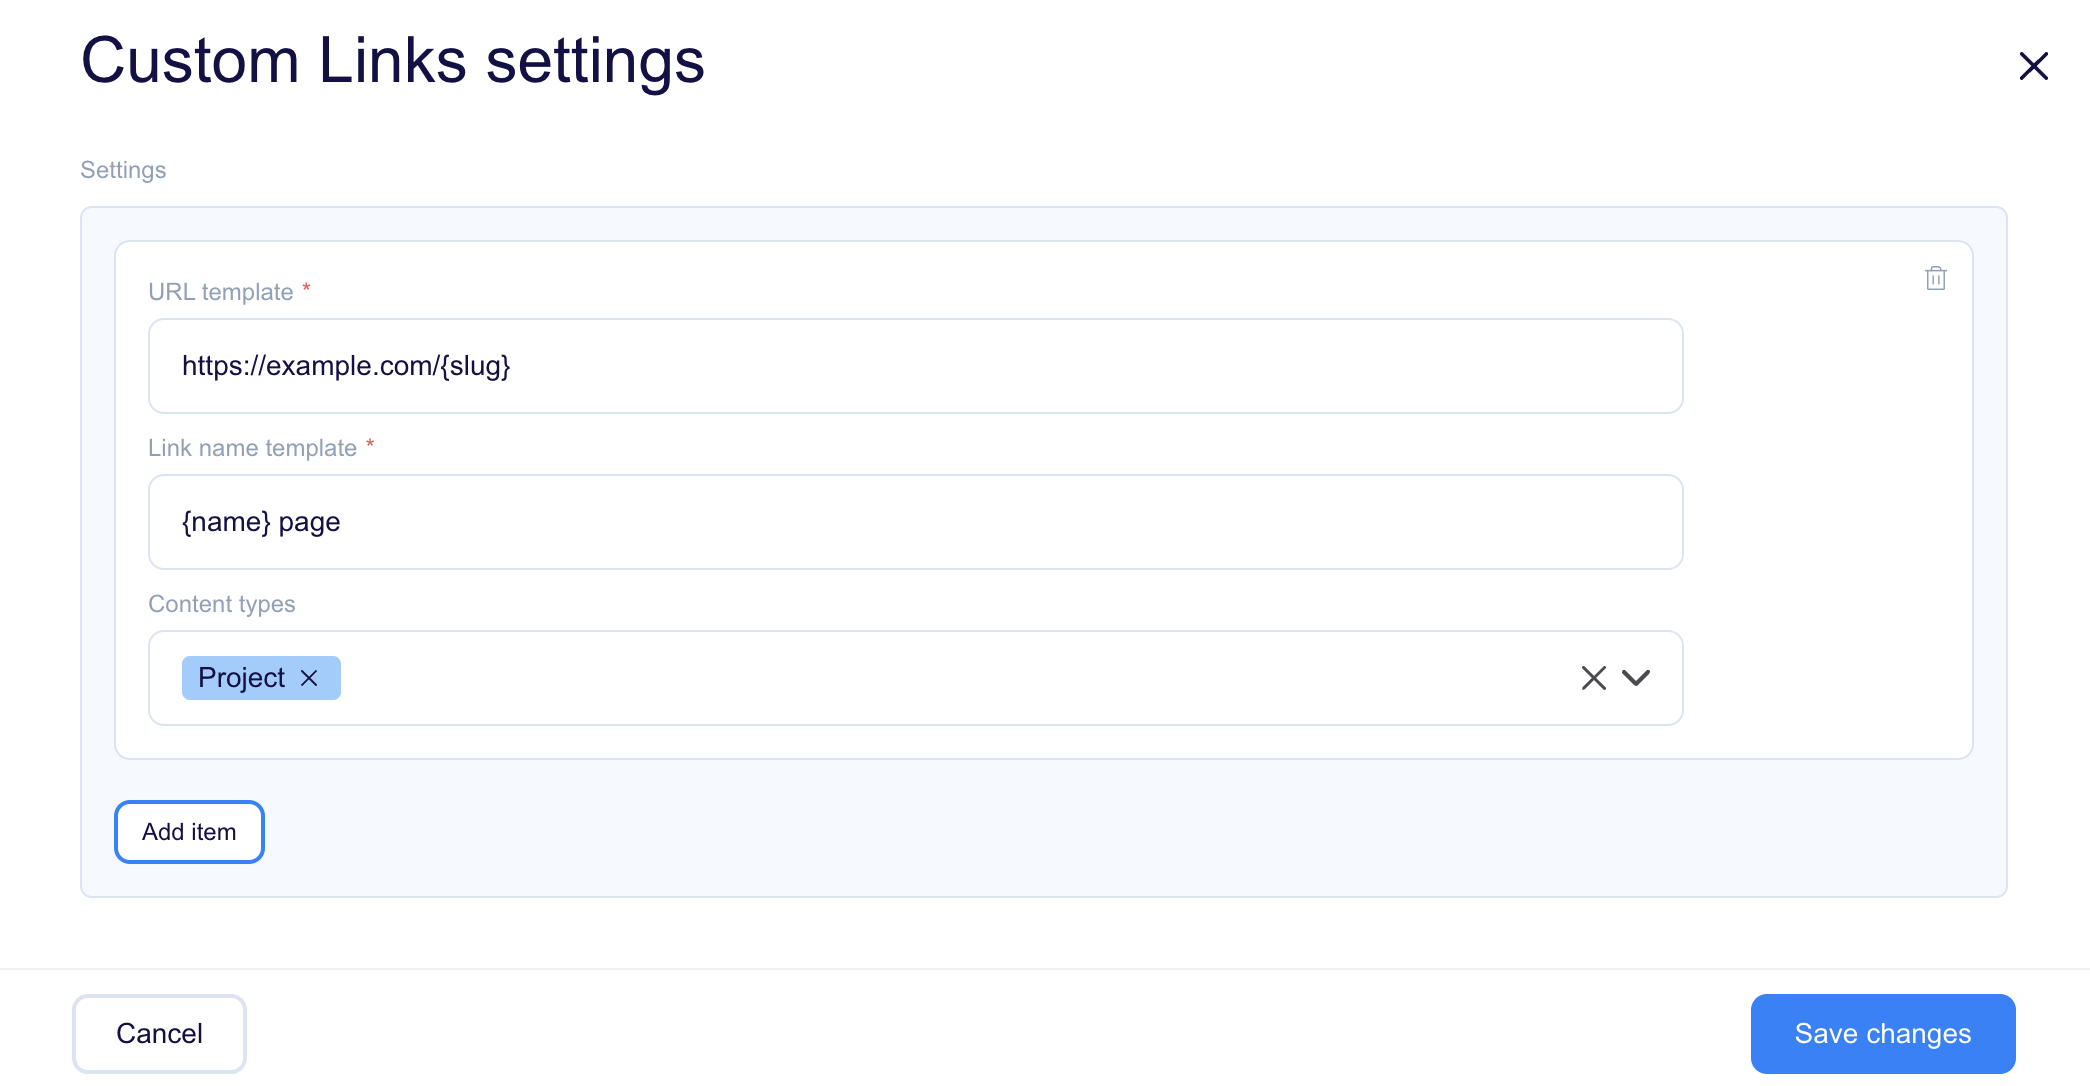 Custom Links settings
Settings
URL template *
https://example.com/{slug}
Link name template *
{name} page
Content types
Project
Add item
Cancel
Save changes